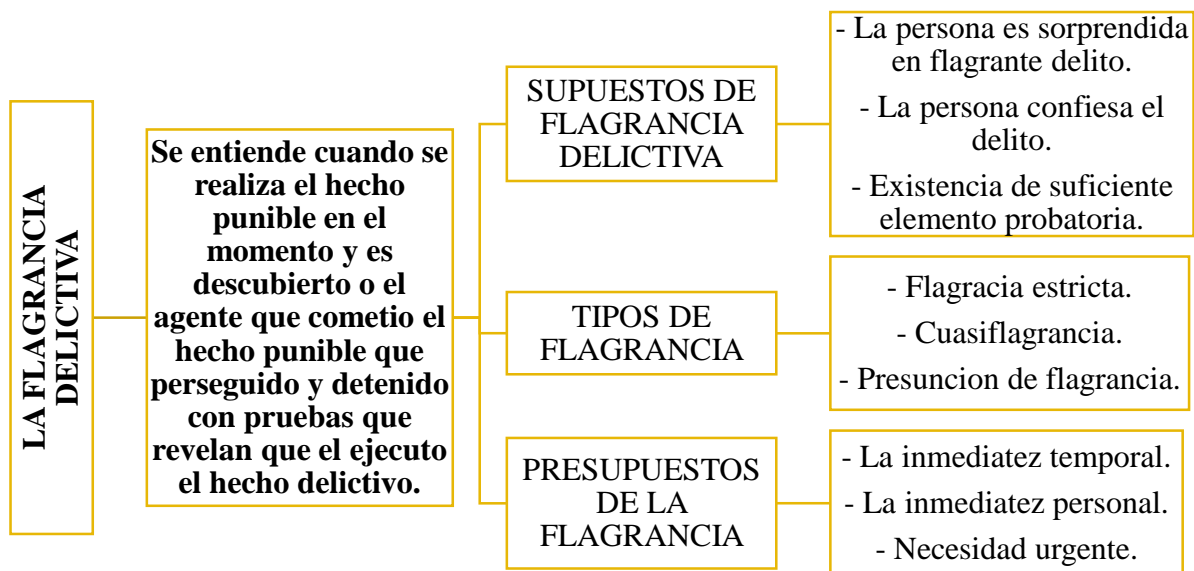 LA FLAGRANCIA
DELICTIVA
Se entiende cuando se
realiza el hecho
punible en el
momento y es
descubierto o el
agente que cometio el
hecho punible que
perseguido y detenido
con pruebas que
revelan que el ejecuto
el hecho delictivo.
SUPUESTOS DE
FLAGRANCIA
DELICTIVA
- La persona es sorprendida
en flagrante delito.
- La persona confiesa el
delito.
- Existencia de suficiente
elemento probatoria.
TIPOS DE
FLAGRANCIA
- Flagracia estricta.
- Cuasiflagrancia.
- Presuncion de flagrancia.
PRESUPUESTOS
DE LA
FLAGRANCIA
- La inmediatez temporal.
- La inmediatez personal.
- Necesidad urgente.